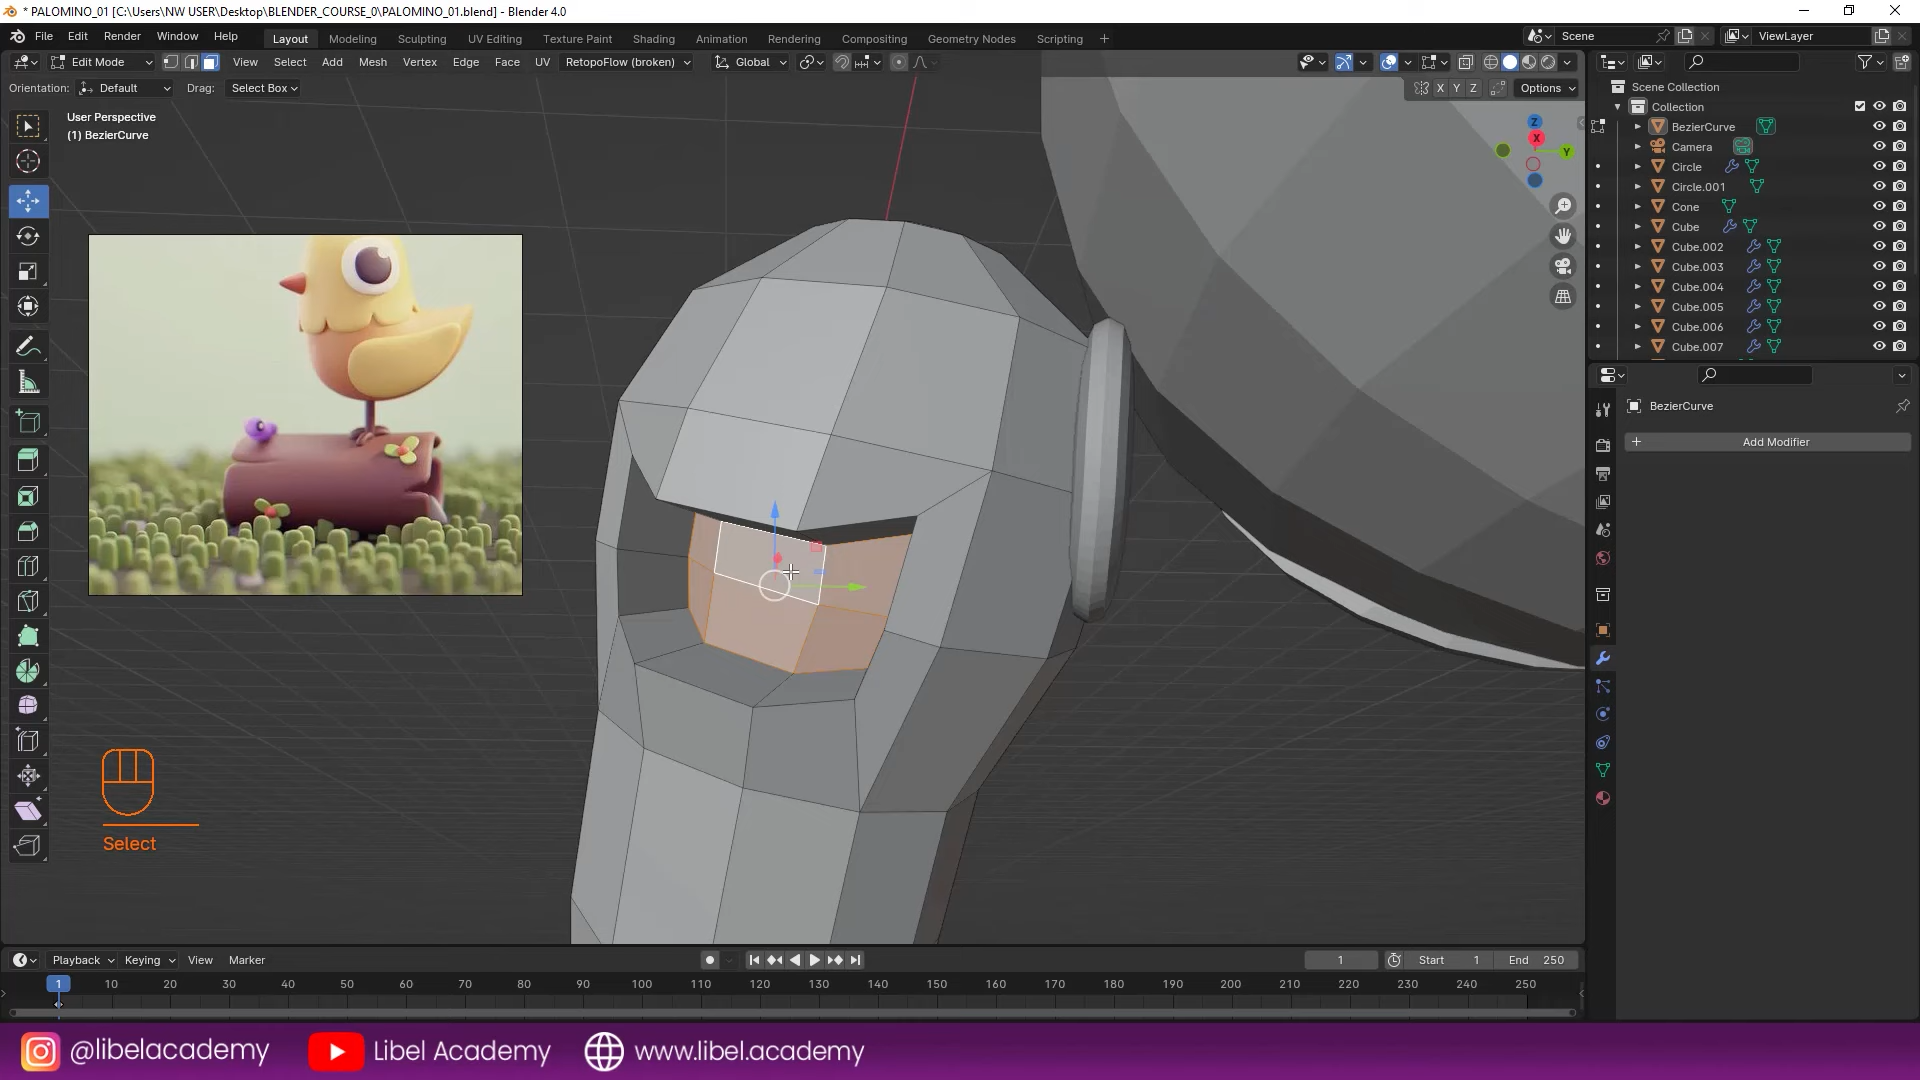 * PALOMINO_01 [C:\Users\NW USER\Desktop\BLENDER_COURSE_0\PALOMINO_01.blend] - Blender 4.0
File Edit Render Window Help Layout Modeling Sculpting UV Editing Texture Paint Shading Animation Rendering Compositing Geometry Nodes Scripting + Scene ViewLayer
Edit Mode View Select Add Mesh Vertex Edge Face UV RetopoFlow (broken) Global
Orientation: Default Drag: Select Box X Y Z Options
User Perspective
(1) BezierCurve
Z
X
Y
Scene Collection
Collection
BezierCurve
Camera
Circle
Circle.001
Cone
Cube
Cube.002
Cube.003
Cube.004
Cube.005
Cube.006
Cube.007
BezierCurve
+ Add Modifier
Select
Playback Keying View Marker 1 Start 1 End 250
1 10 20 30 40 50 60 70 80 90 100 110 120 130 140 150 160 170 180 190 200 210 220 230 240 250
@libelacademy Libel Academy www.libel.academy